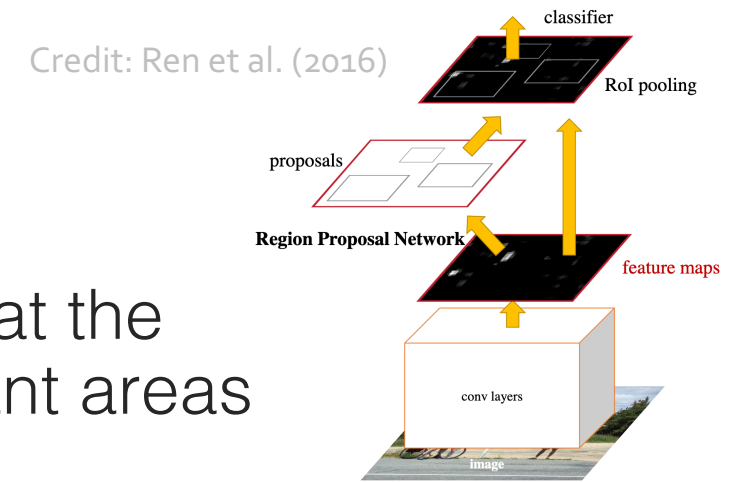 classifier
Credit: Ren et al. (2016)
RoI pooling
proposals
Region Proposal Network
feature maps
at the
nt areas
conv layers
image